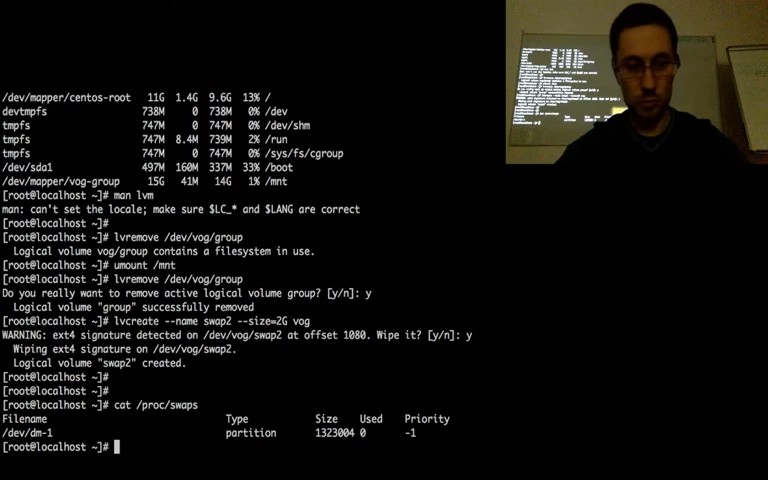 /dev/mapper/centos-root   11G  1.4G  9.6G  13% /
devtmpfs                 738M     0  738M   0% /dev
tmpfs                    747M     0  747M   0% /dev/shm
tmpfs                    747M  8.4M  739M   2% /run
tmpfs                    747M     0  747M   0% /sys/fs/cgroup
/dev/sda1                497M  160M  337M  33% /boot
/dev/mapper/vog-group     15G   41M   14G   1% /mnt
[root@localhost ~]# man lvm
man: can't set the locale; make sure $LC_* and $LANG are correct
[root@localhost ~]#
[root@localhost ~]# lvremove /dev/vog/group
  Logical volume vog/group contains a filesystem in use.
[root@localhost ~]# umount /mnt
[root@localhost ~]# lvremove /dev/vog/group
Do you really want to remove active logical volume group? [y/n]: y
  Logical volume "group" successfully removed
[root@localhost ~]# lvcreate --name swap2 --size=2G vog
WARNING: ext4 signature detected on /dev/vog/swap2 at offset 1080. Wipe it? [y/n]: y
  Wiping ext4 signature on /dev/vog/swap2.
  Logical volume "swap2" created.
[root@localhost ~]#
[root@localhost ~]#
[root@localhost ~]# cat /proc/swaps
Filename                                Type            Size    Used    Priority
/dev/dm-1                               partition       1323004 0       -1
[root@localhost ~]#